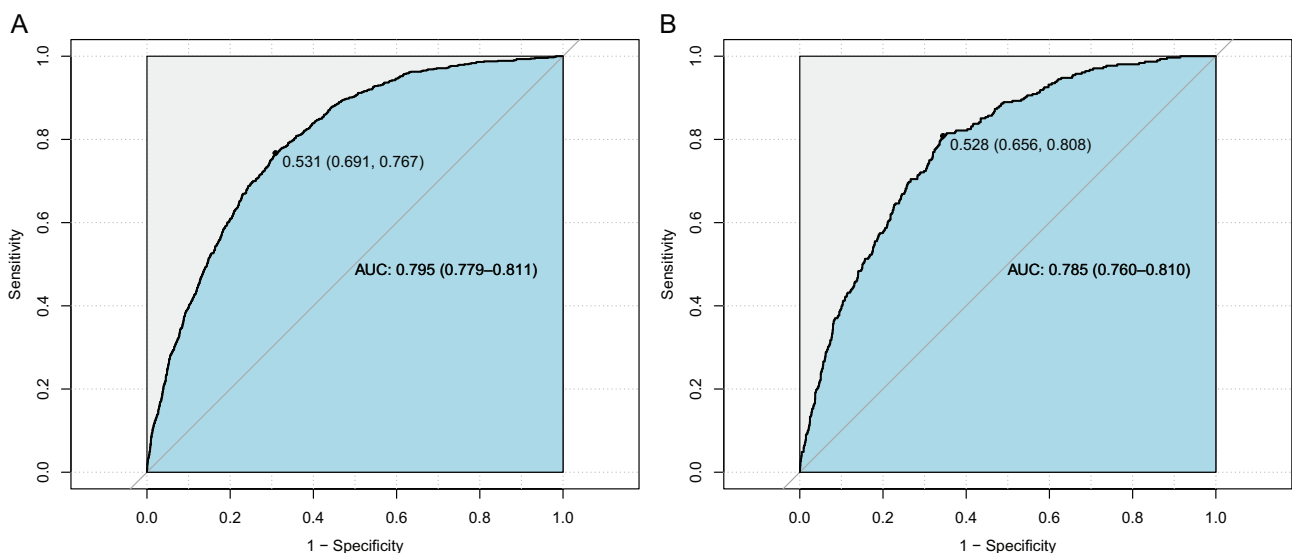 A
1.0
0.8
0.6
0.4
0.2
0.0
Sensitivity
0.531 (0.691, 0.767)
AUC: 0.795 (0.779–0.811)
0.0 0.2 0.4 0.6 0.8 1.0
1 − Specificity
B
1.0
0.8
0.6
0.4
0.2
0.0
Sensitivity
0.528 (0.656, 0.808)
AUC: 0.785 (0.760–0.810)
0.0 0.2 0.4 0.6 0.8 1.0
1 − Specificity